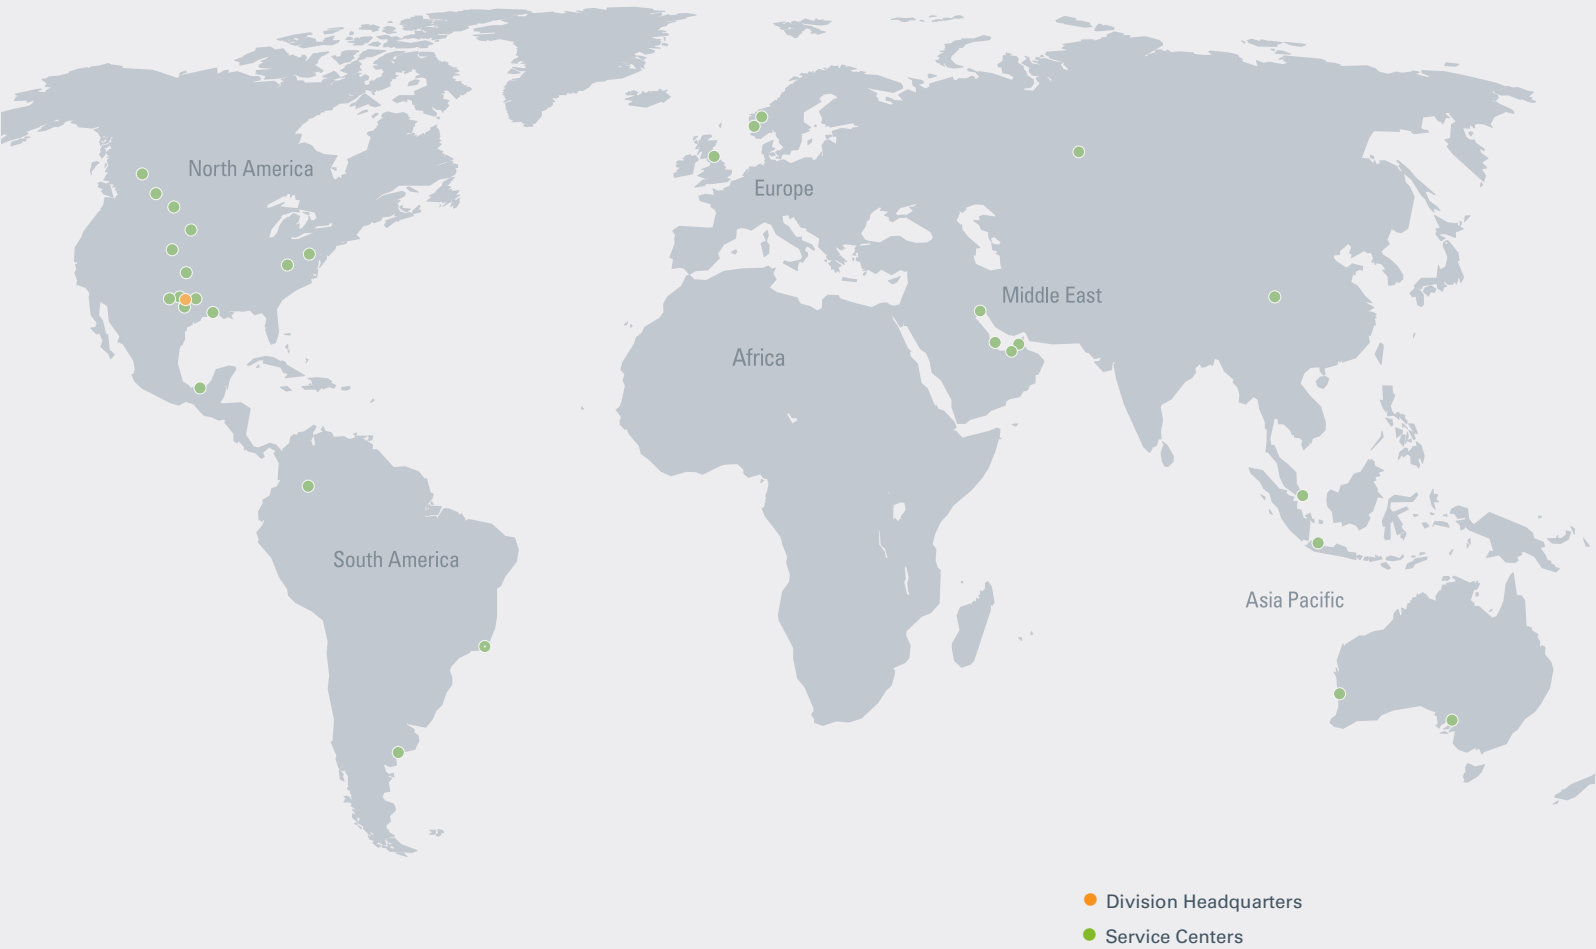 North America
Europe
Middle East
Africa
South America
Asia Pacific
Division Headquarters
Service Centers